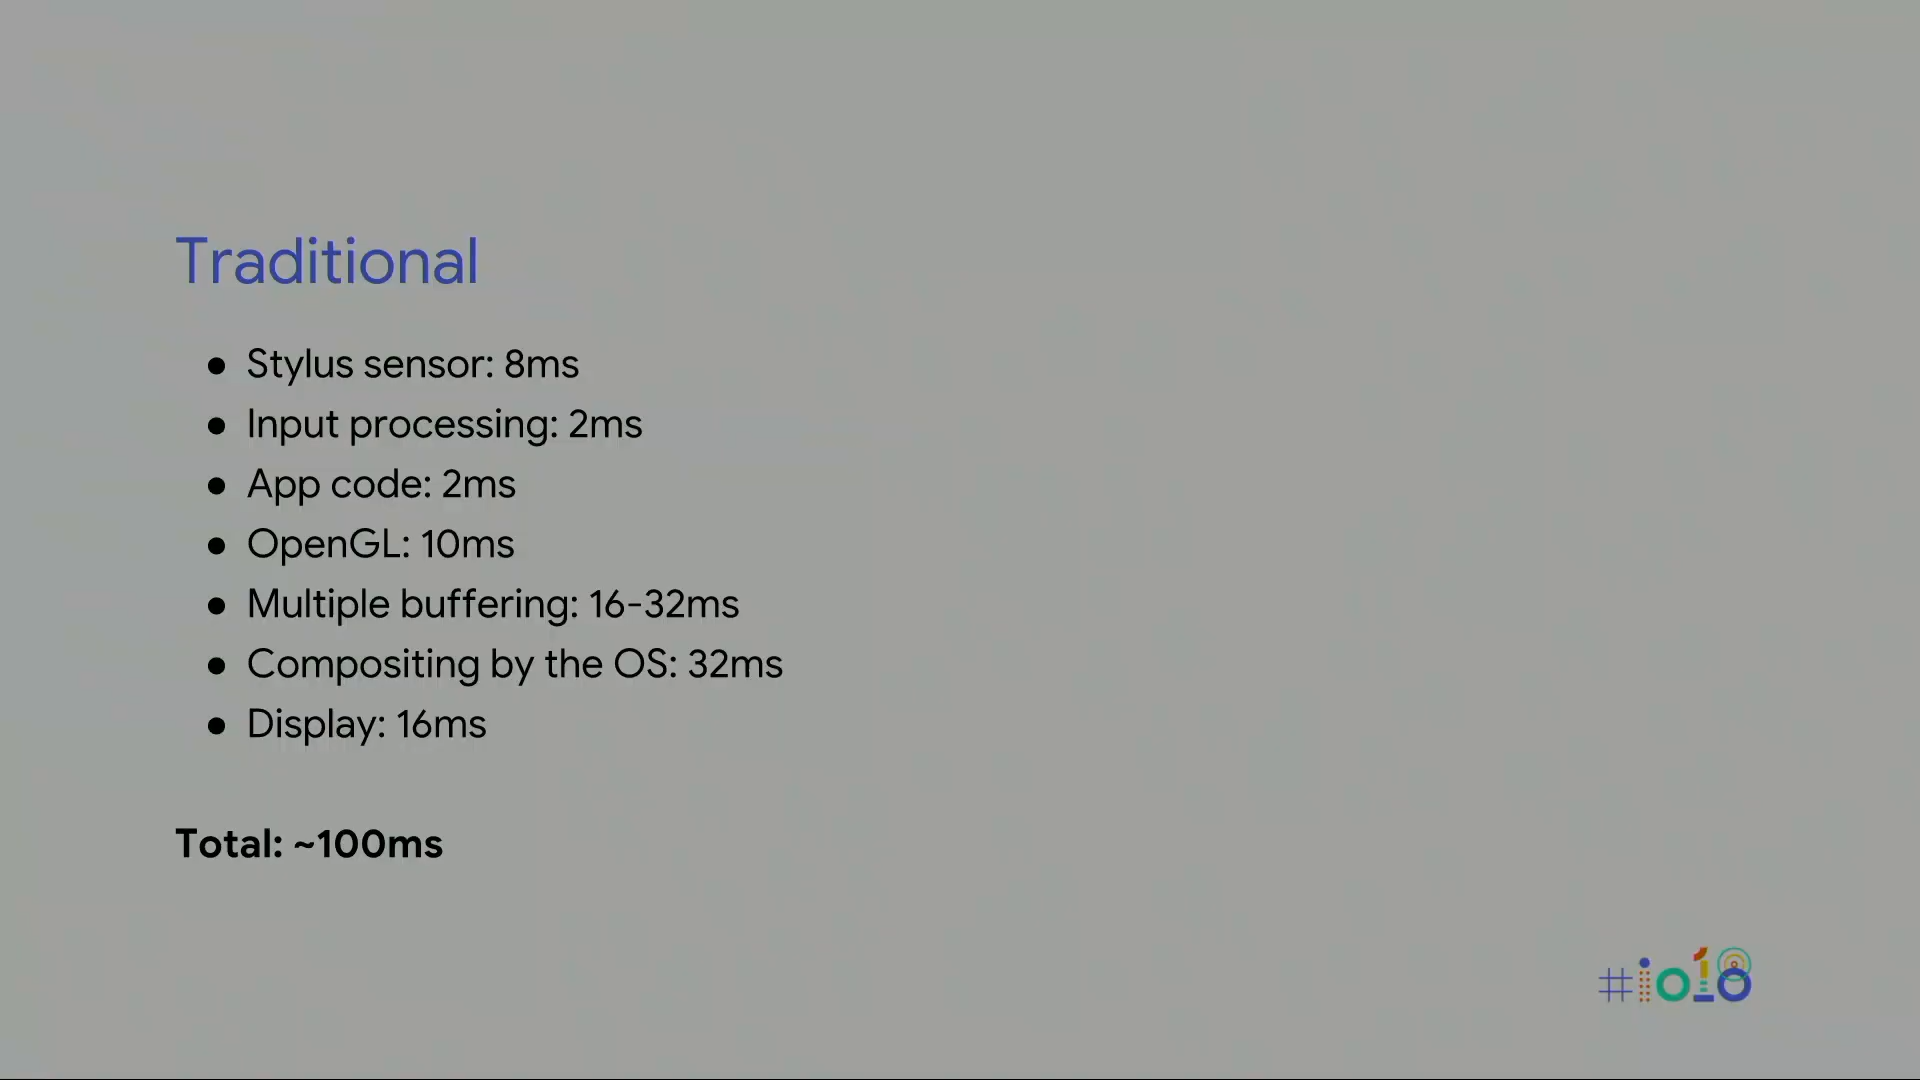 Traditional
● Stylus sensor: 8ms
● Input processing: 2ms
● App code: 2ms
● OpenGL: 10ms
● Multiple buffering: 16-32ms
● Compositing by the OS: 32ms
● Display: 16ms
Total: ~100ms
#io18